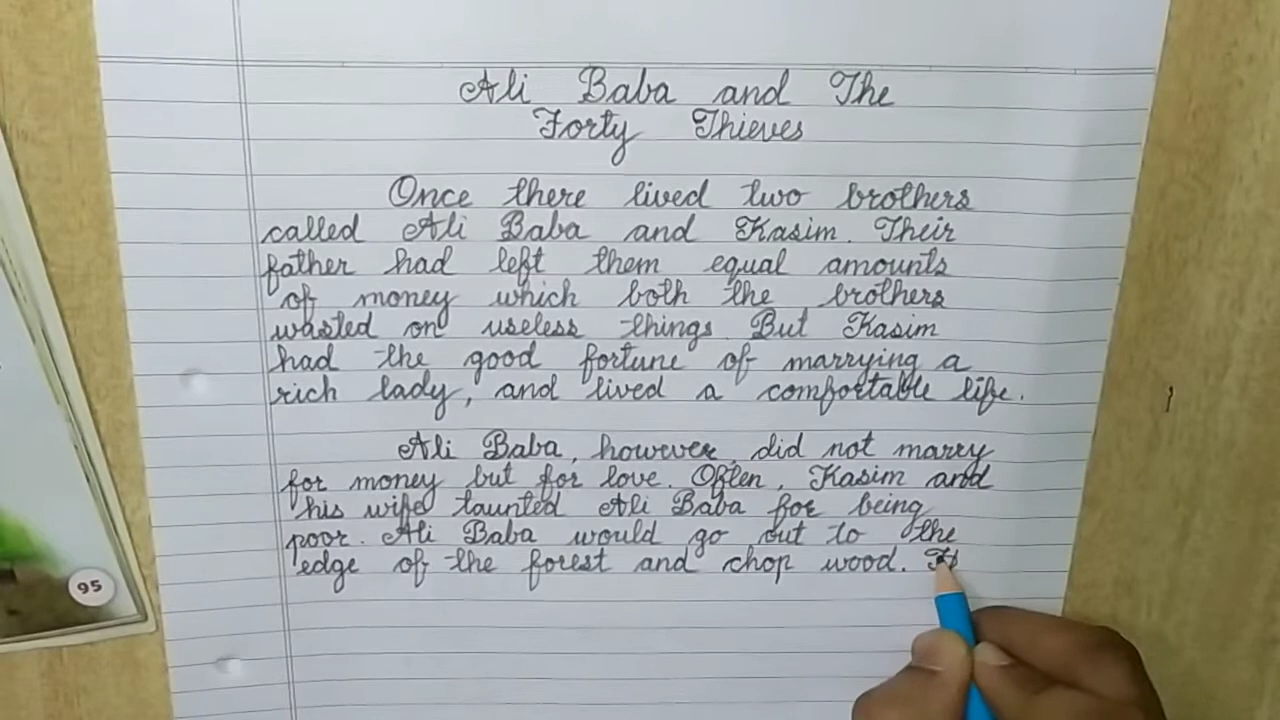 Ali Baba and The
Forty Thieves
Once there lived two brothers
called Ali Baba and Kasim. Their
father had left them equal amounts
of money which both the brothers
wasted on useless things. But Kasim
had the good fortune of marrying a
rich lady, and lived a comfortable life.
Ali Baba, however, did not marry
for money but for love. Often, Kasim and
his wife taunted Ali Baba for being
poor. Ali Baba would go out to the
edge of the forest and chop wood.
95